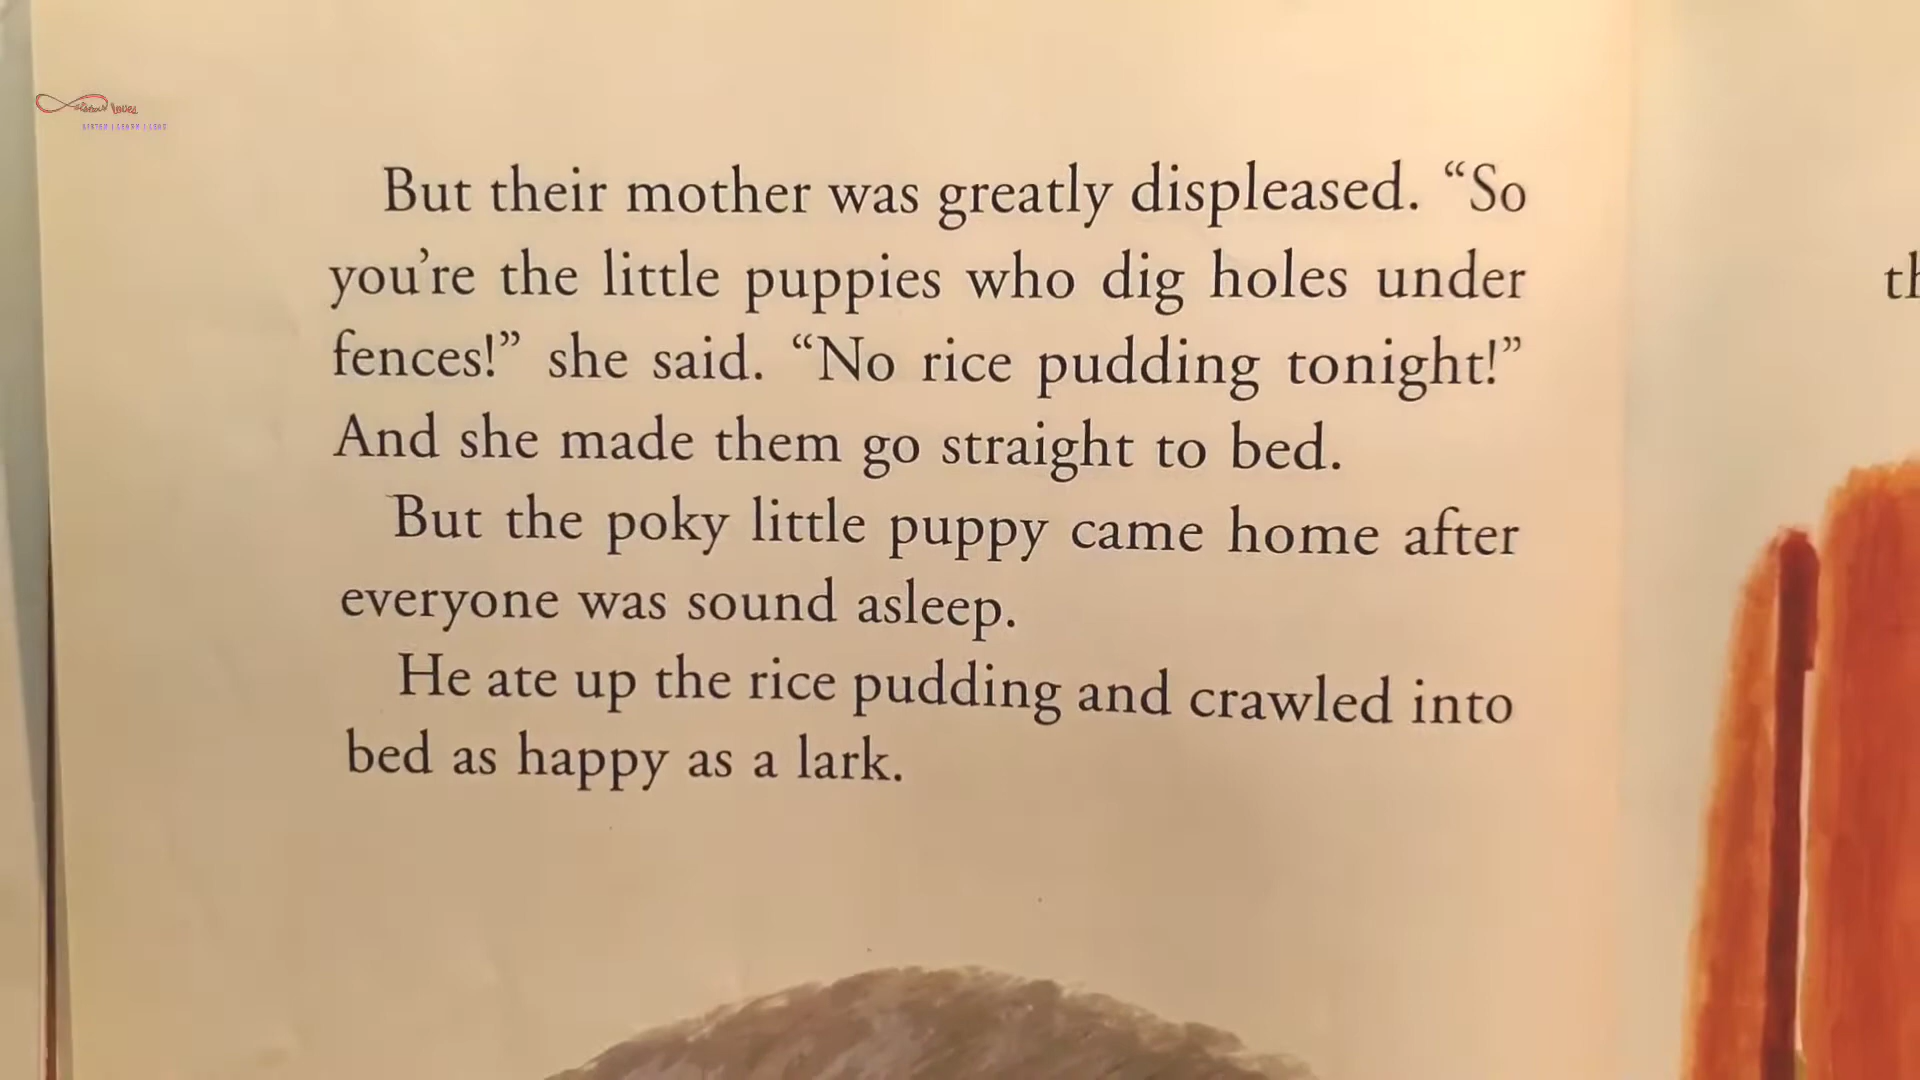 loves
But their mother was greatly displeased. “So
you’re the little puppies who dig holes under
fences!” she said. “No rice pudding tonight!”
And she made them go straight to bed.
But the poky little puppy came home after
everyone was sound asleep.
He ate up the rice pudding and crawled into
bed as happy as a lark.